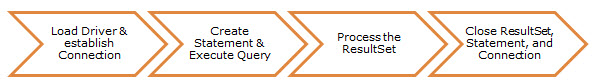 Load Driver &
establish
Connection
Create
Statement &
Execute Query
Process the
ResultSet
Close ResultSet,
Statement, and
Connection